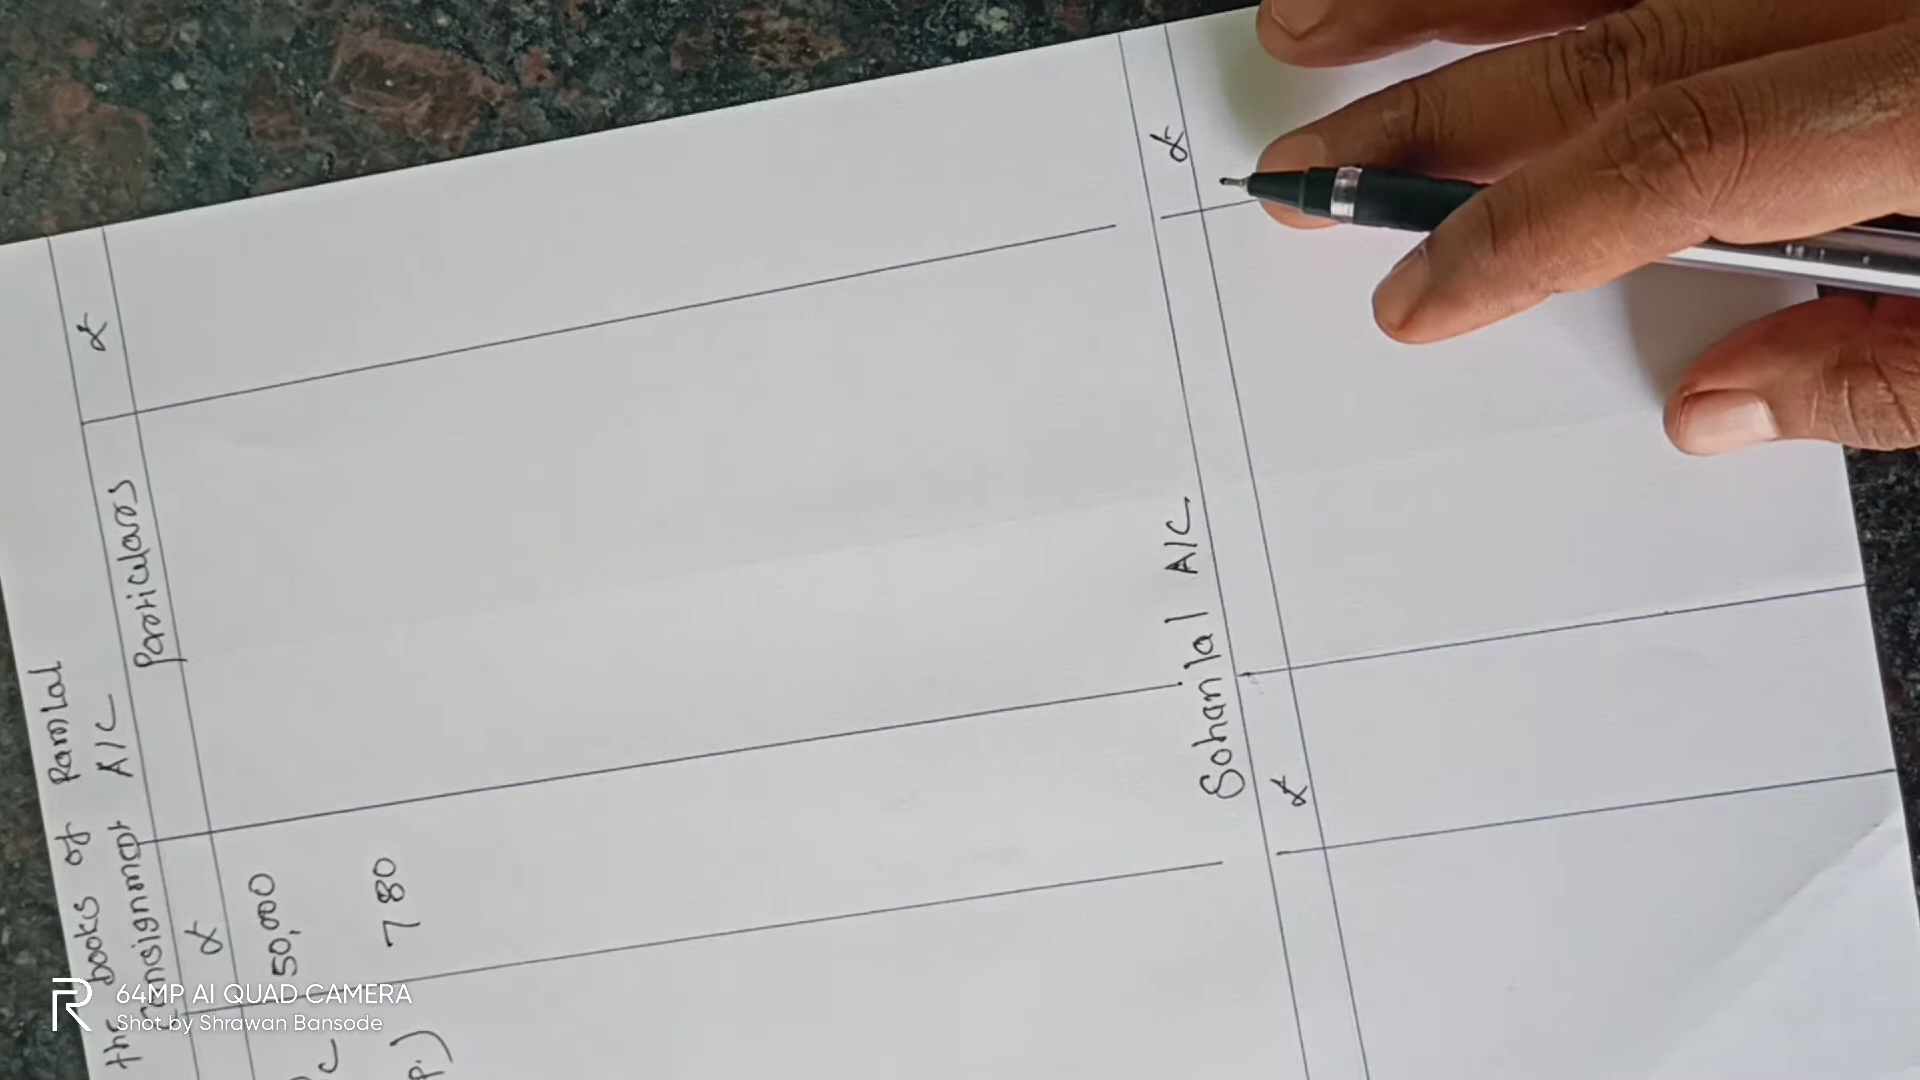 the books of Ramlal
Consignment A/C
₹ Particulars ₹
50,000
780
p.)
Sohanlal A/C
₹ ₹
64MP AI QUAD CAMERA
Shot by Shrawan Bansode